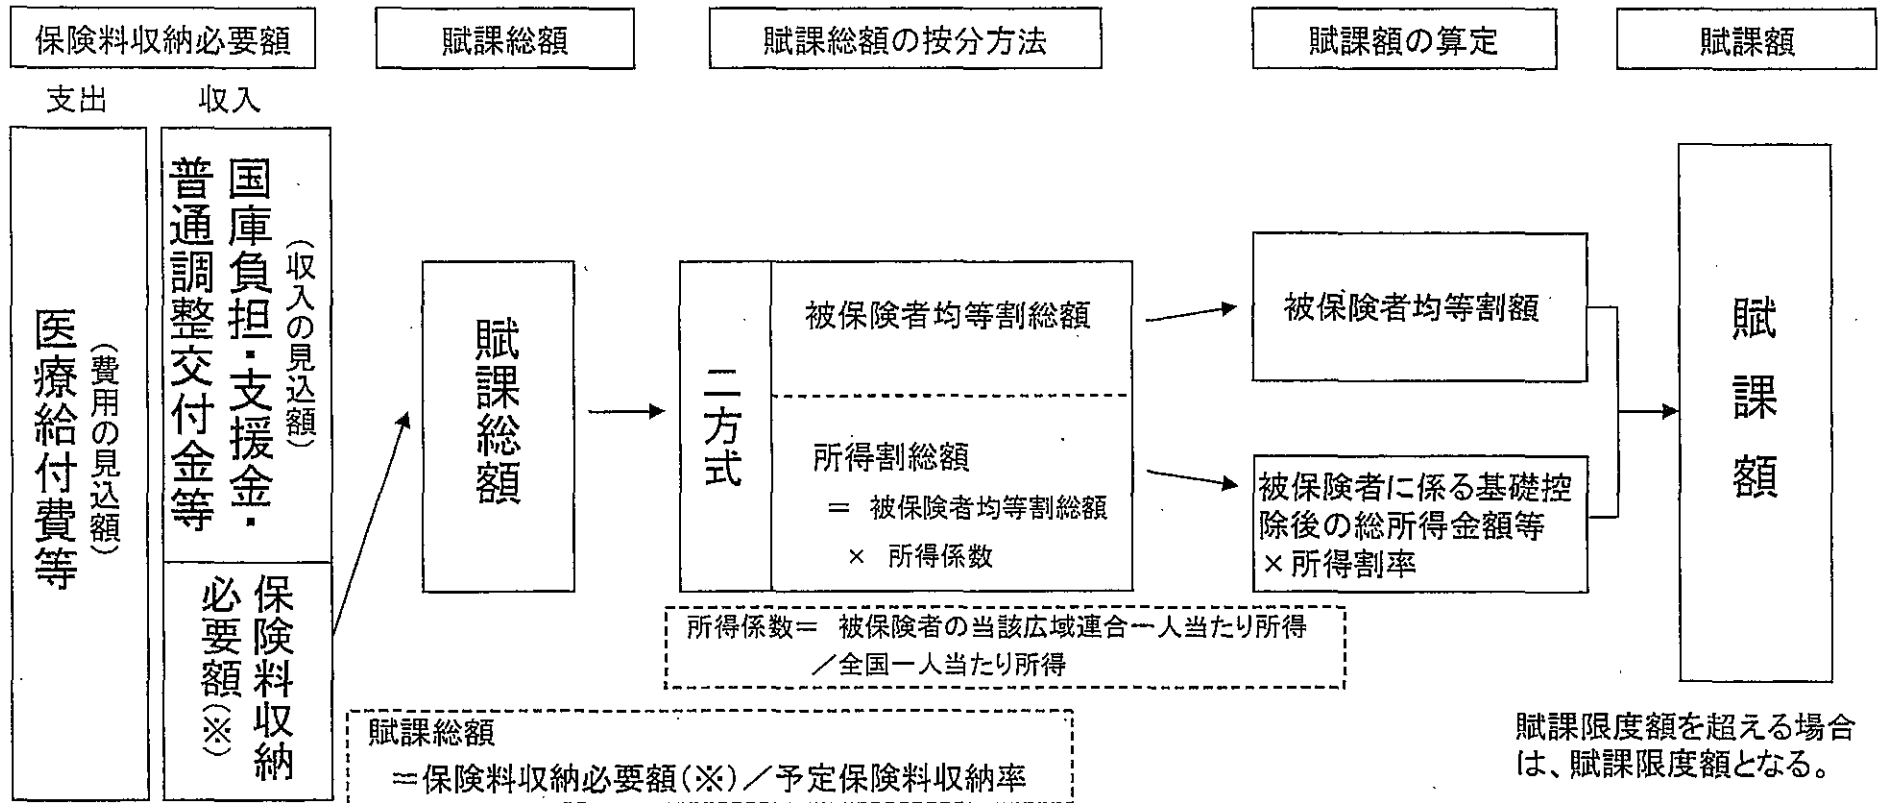 保険料収納必要額
賦課総額
賦課総額の按分方法
賦課額の算定
賦課額
支出
収入
医療給付費等
（費用の見込額）
国庫負担・支援金・
普通調整交付金等
（収入の見込額）
保険料収納
必要額（※）
賦課総額
二方式
被保険者均等割総額
所得割総額
＝ 被保険者均等割総額
× 所得係数
被保険者均等割額
被保険者に係る基礎控
除後の総所得金額等
×所得割率
賦課額
所得係数＝ 被保険者の当該広域連合一人当たり所得
／全国一人当たり所得
賦課総額
＝保険料収納必要額(※)／予定保険料収納率
賦課限度額を超える場合
は、賦課限度額となる。